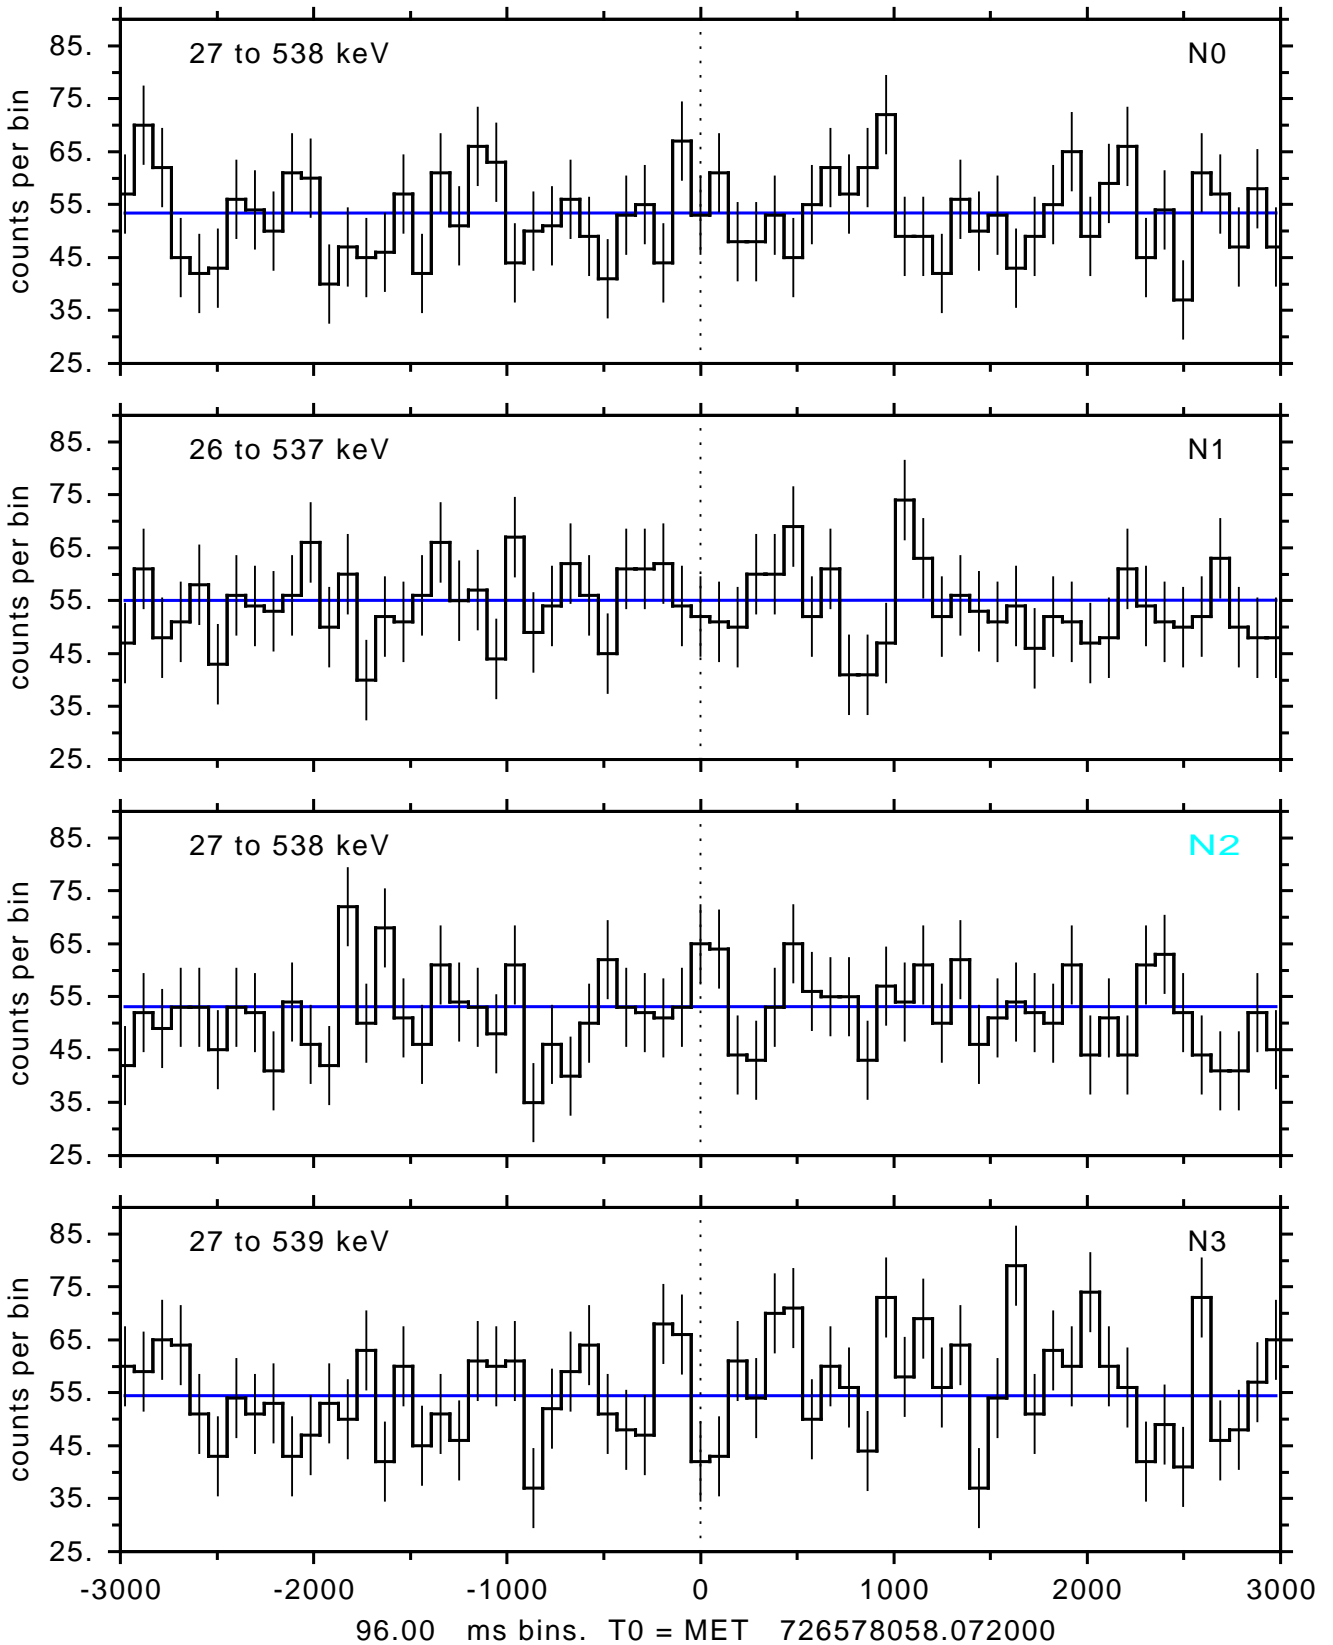 27 to 538 keV N0
85.
75.
65.
55.
45.
35.
25.
counts per bin
26 to 537 keV N1
85.
75.
65.
55.
45.
35.
25.
counts per bin
27 to 538 keV N2
85.
75.
65.
55.
45.
35.
25.
counts per bin
27 to 539 keV N3
85.
75.
65.
55.
45.
35.
25.
counts per bin
-3000 -2000 -1000 0 1000 2000 3000
96.00 ms bins. T0 = MET 726578058.072000